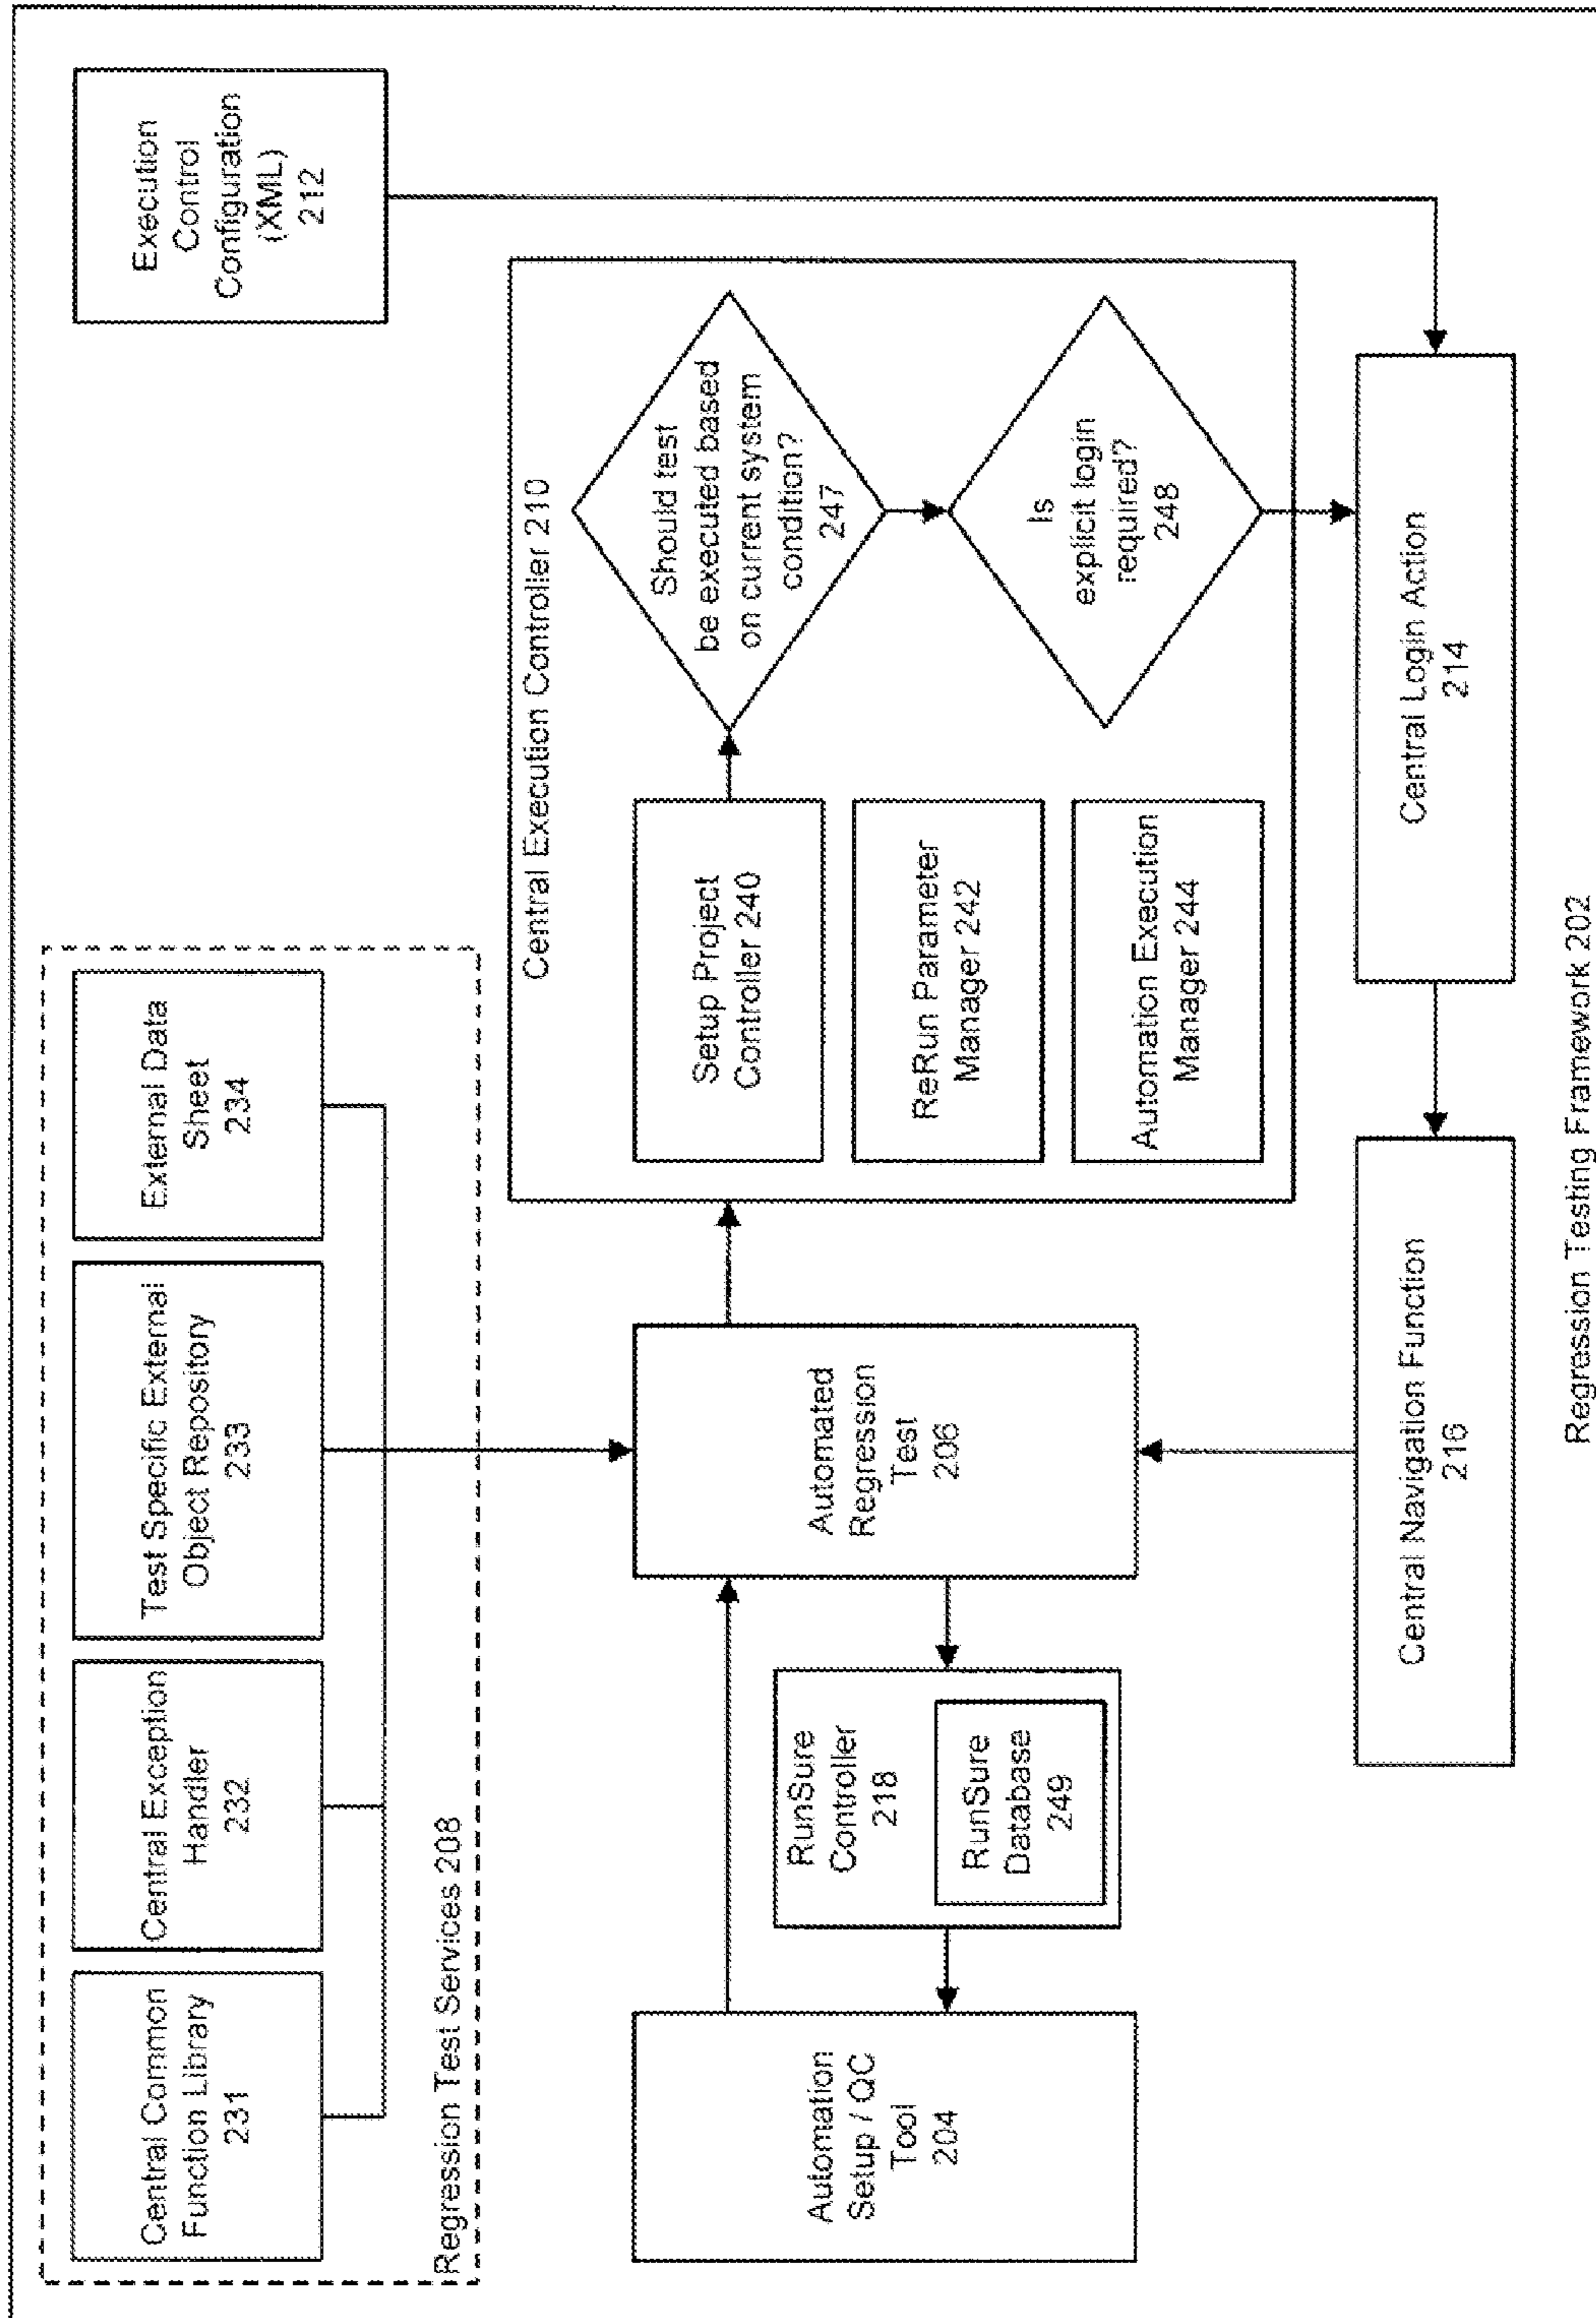 Central Common
Function Library
231
Central Exception
Handler
232
Test Specific External
Object Repository
233
External Data
Sheet
234
Regression Test Services 208
Execution
Control
Configuration
(XML)
212
Central Execution Controller 210
Automation
Setup / QC
Tool
204
RunSure
Controller
218
RunSure
Database
249
Automated
Regression
Test
206
Setup Project
Controller 240
ReRun Parameter
Manager 242
Automation Execution
Manager 244
Should test
be executed based
on current system
condition?
247
Is
explicit login
required?
248
Central Navigation Function
216
Central Login Action
214
Regression Testing Framework 202